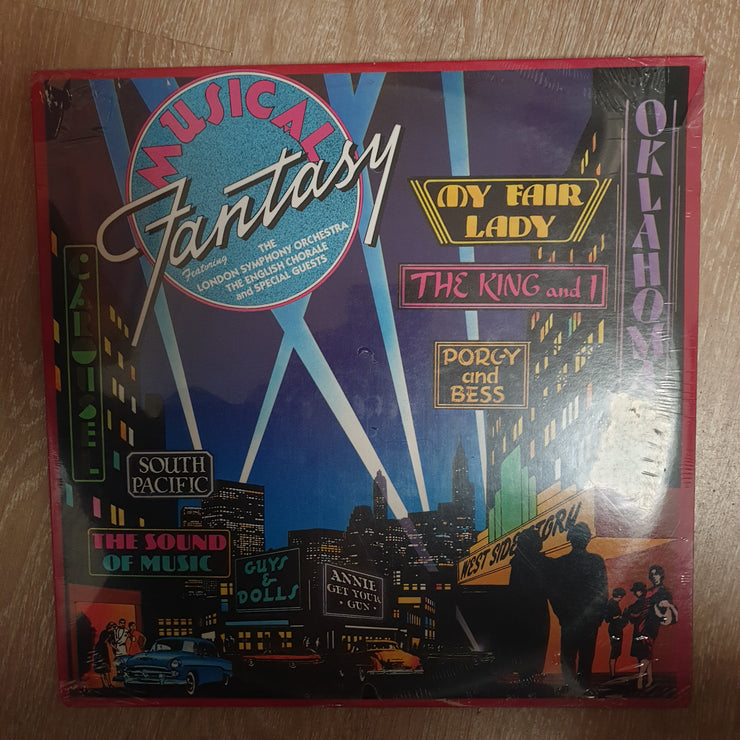 MUSICAL
Fantasy
Featuring THE
LONDON SYMPHONY ORCHESTRA
THE ENGLISH CHORALE
and SPECIAL GUESTS
MY FAIR
LADY
THE KING and I
PORGY
and
BESS
OKLAHOMA
CAROUSEL
SOUTH
PACIFIC
THE SOUND
OF MUSIC
GUYS
&
DOLLS
ANNIE
GET YOUR
· GUN ·
WEST SIDE STORY